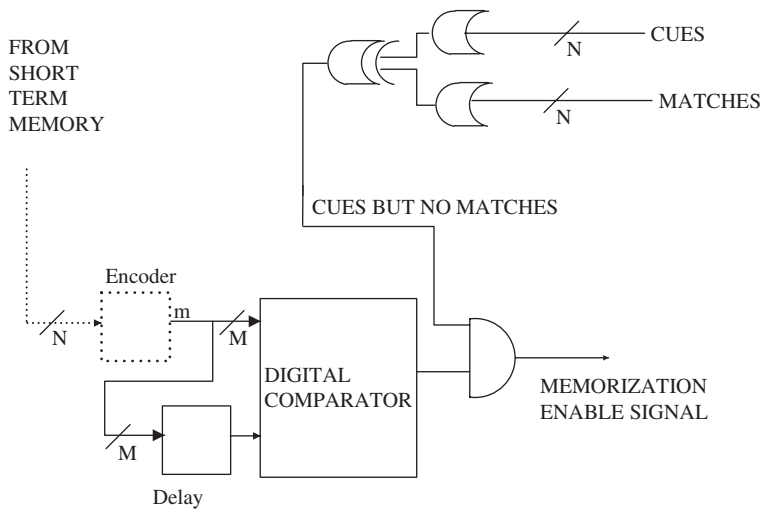 FROM
SHORT
TERM
MEMORY
CUES
N
MATCHES
N
CUES BUT NO MATCHES
Encoder
m
N
M
DIGITAL
COMPARATOR
MEMORIZATION
ENABLE SIGNAL
M
Delay